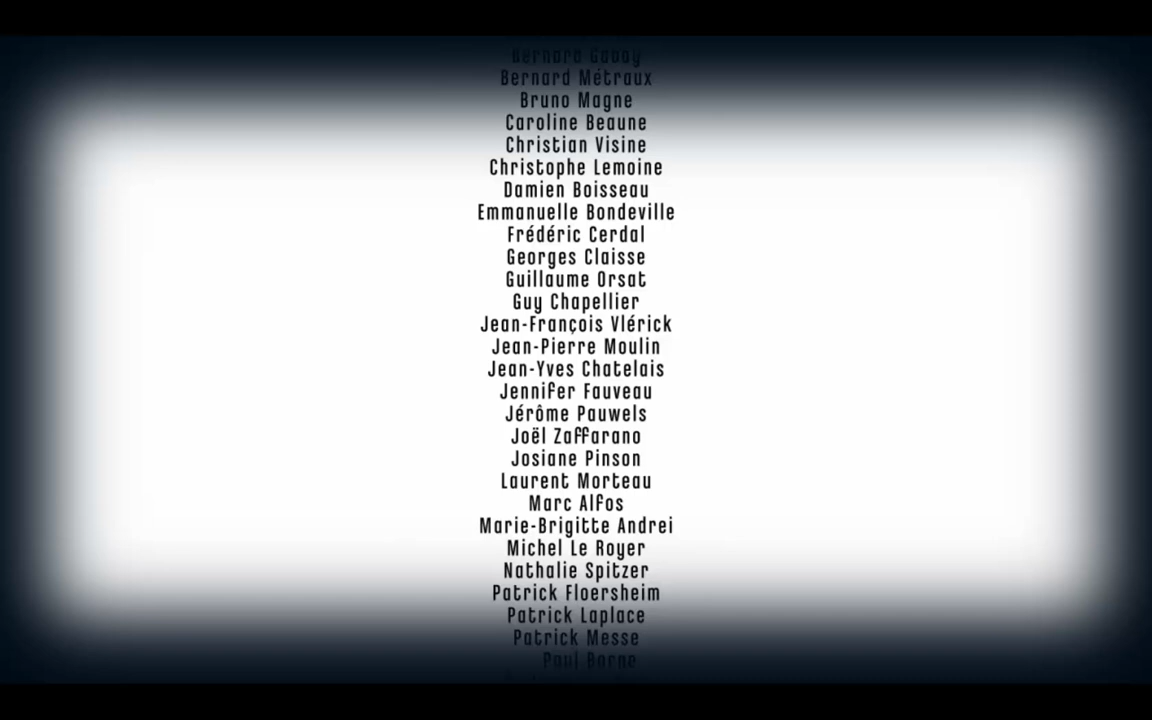 Bernard Gabay
Bernard Métraux
Bruno Magne
Caroline Beaune
Christian Visine
Christophe Lemoine
Damien Boisseau
Emmanuelle Bondeville
Frédéric Cerdal
Georges Claisse
Guillaume Orsat
Guy Chapellier
Jean-François Vlérick
Jean-Pierre Moulin
Jean-Yves Chatelais
Jennifer Fauveau
Jérôme Pauwels
Joël Zaffarano
Josiane Pinson
Laurent Morteau
Marc Alfos
Marie-Brigitte Andrei
Michel Le Royer
Nathalie Spitzer
Patrick Floersheim
Patrick Laplace
Patrick Messe
Paul Borne